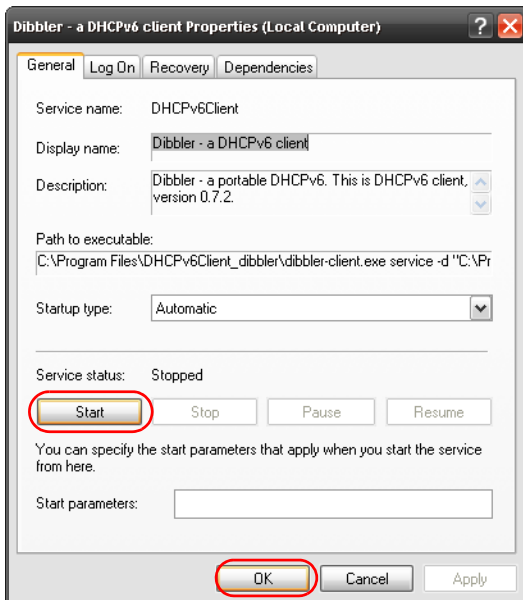 Dibbler - a DHCPv6 client Properties (Local Computer)
General Log On Recovery Dependencies
Service name: DHCPv6Client
Display name: Dibbler - a DHCPv6 client
Description: Dibbler - a portable DHCPv6. This is DHCPv6 client,
version 0.7.2.
Path to executable:
C:\Program Files\DHCPv6Client_dibbler\dibbler-client.exe service -d "C:\Pr
Startup type: Automatic
Service status: Stopped
Start Stop Pause Resume
You can specify the start parameters that apply when you start the service
from here.
Start parameters:
OK Cancel Apply